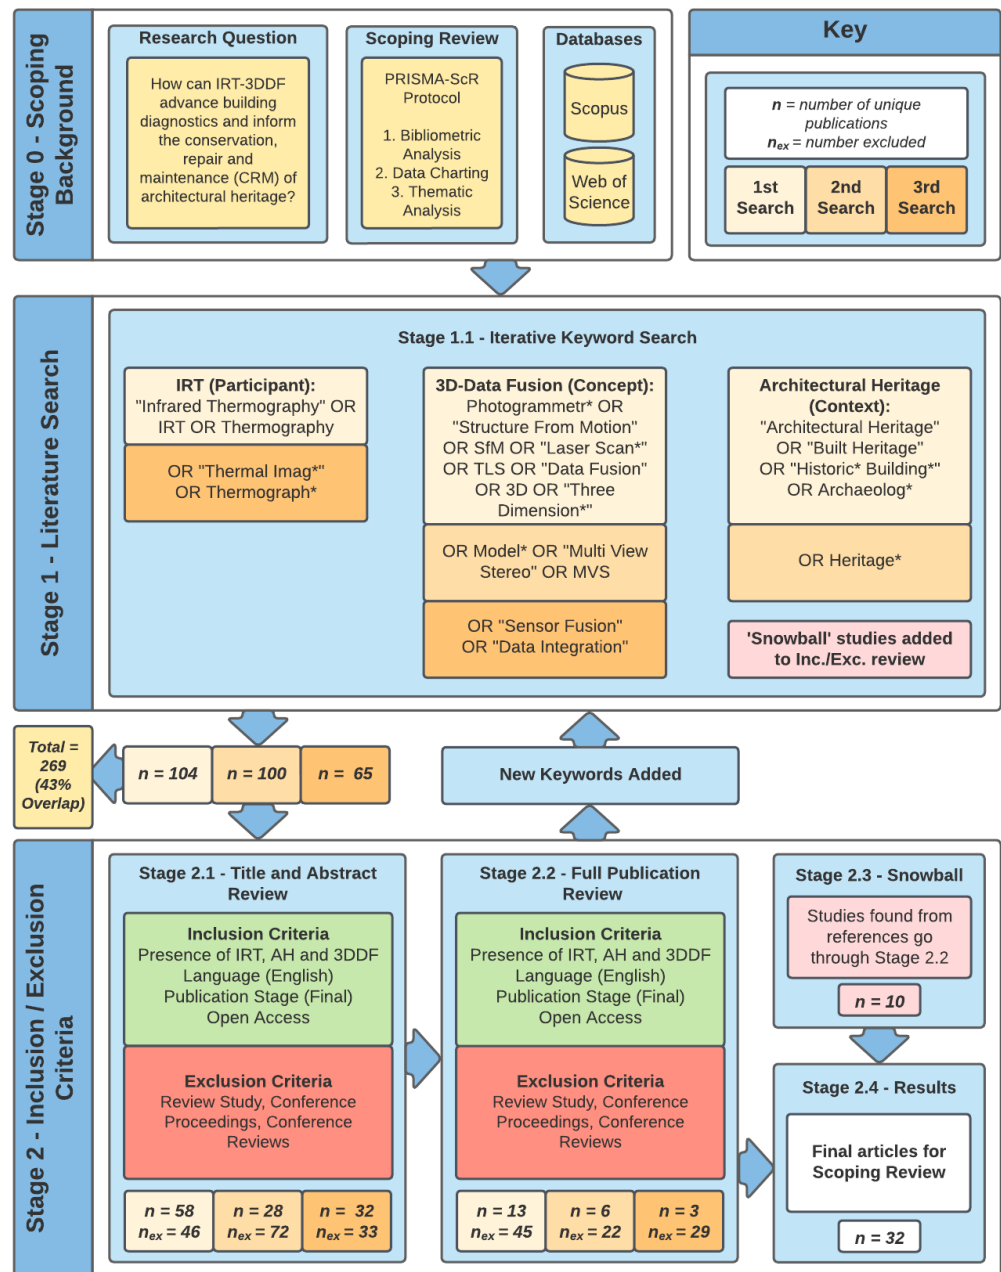 Stage 0 - Scoping
Background
Research Question
How can IRT-3DDF
advance building
diagnostics and inform
the conservation,
repair and
maintenance (CRM) of
architectural heritage?
Scoping Review
PRISMA-ScR
Protocol
1. Bibliometric
Analysis
2. Data Charting
3. Thematic
Analysis
Databases
Scopus
Web of
Science
Key
n = number of unique
publications
nex = number excluded
1st
Search
2nd
Search
3rd
Search
Stage 1 - Literature Search
Stage 1.1 - Iterative Keyword Search
IRT (Participant):
"Infrared Thermography" OR
IRT OR Thermography
OR "Thermal Imag*"
OR Thermograph*
3D-Data Fusion (Concept):
Photogrammetr* OR
"Structure From Motion"
OR SfM OR "Laser Scan*"
OR TLS OR "Data Fusion"
OR 3D OR "Three
Dimension*"
OR Model* OR "Multi View
Stereo" OR MVS
OR "Sensor Fusion"
OR "Data Integration"
Architectural Heritage
(Context):
"Architectural Heritage"
OR "Built Heritage"
OR "Historic* Building*"
OR Archaeolog*
OR Heritage*
'Snowball' studies added
to Inc./Exc. review
Total =
269
(43%
Overlap)
n = 104
n = 100
n = 65
New Keywords Added
Stage 2 - Inclusion / Exclusion
Criteria
Stage 2.1 - Title and Abstract
Review
Inclusion Criteria
Presence of IRT, AH and 3DDF
Language (English)
Publication Stage (Final)
Open Access
Exclusion Criteria
Review Study, Conference
Proceedings, Conference
Reviews
n = 58
nex = 46
n = 28
nex = 72
n = 32
nex = 33
Stage 2.2 - Full Publication
Review
Inclusion Criteria
Presence of IRT, AH and 3DDF
Language (English)
Publication Stage (Final)
Open Access
Exclusion Criteria
Review Study, Conference
Proceedings, Conference
Reviews
n = 13
nex = 45
n = 6
nex = 22
n = 3
nex = 29
Stage 2.3 - Snowball
Studies found from
references go
through Stage 2.2
n = 10
Stage 2.4 - Results
Final articles for
Scoping Review
n = 32